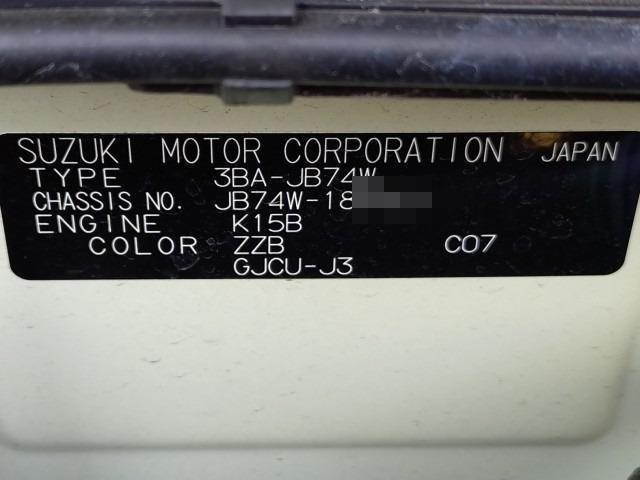 SUZUKI MOTOR CORPORATION JAPAN
TYPE 3BA-JB74W
CHASSIS NO. JB74W-18
ENGINE K15B
COLOR ZZB C07
GJCU-J3